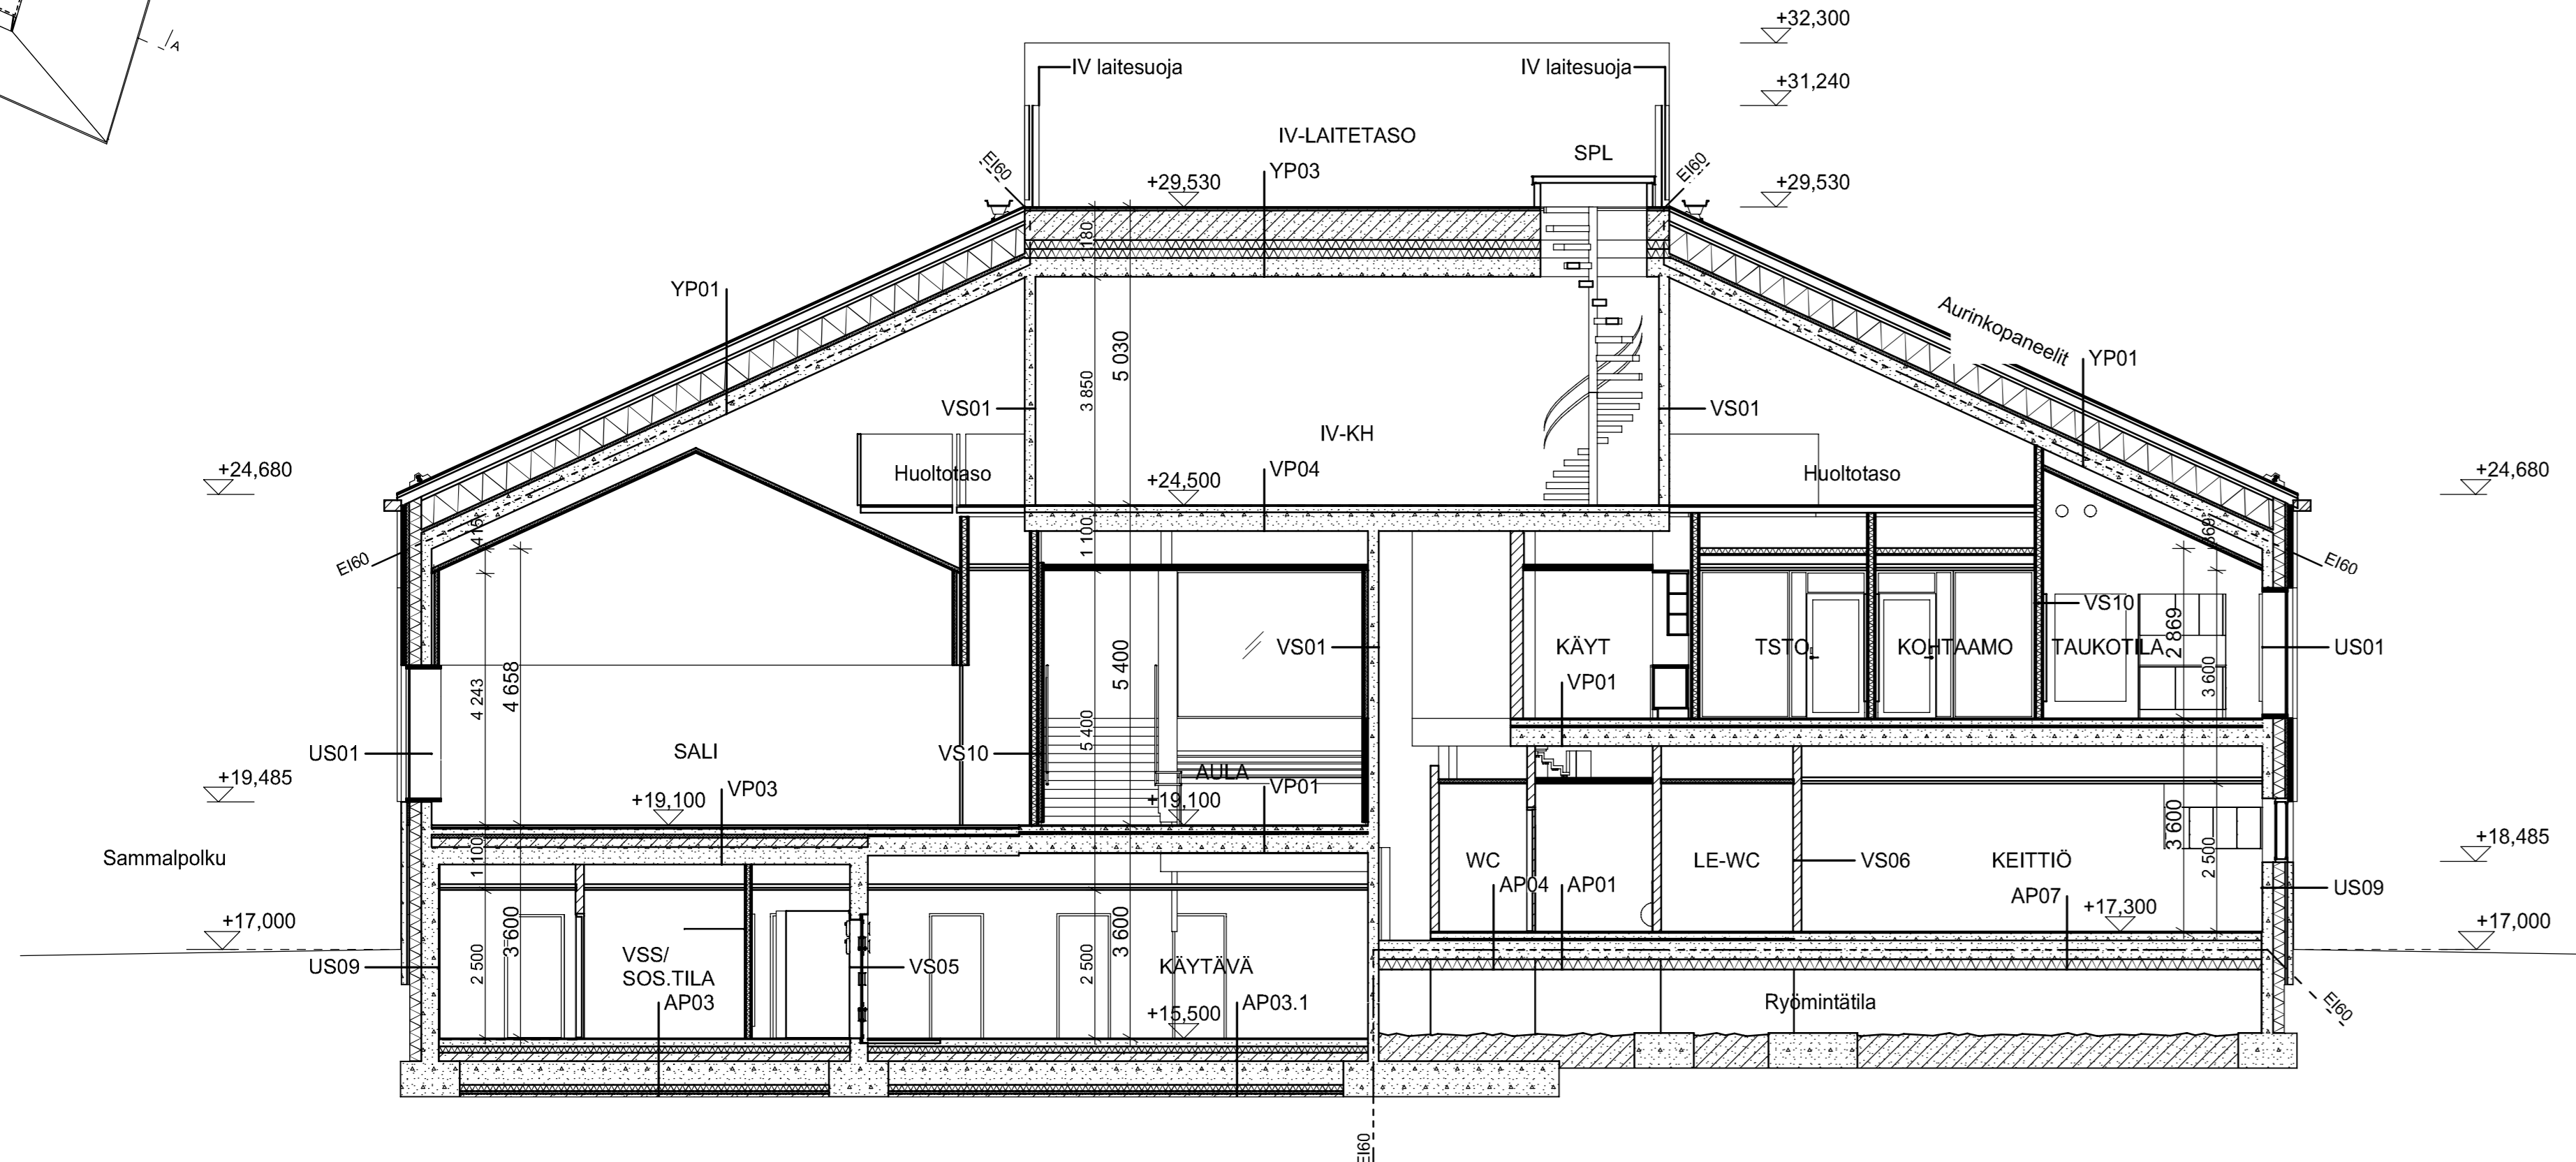 A
+32,300
IV laitesuoja
IV laitesuoja
+31,240
IV-LAITETASO
SPL
EI60
YP03
EI60
+29,530
+29,530
180
YP01
Aurinkopaneelit
YP01
5 030
3 850
VS01
VS01
IV-KH
+24,680
Huoltotaso
VP04
Huoltotaso
+24,680
+24,500
415
1 100
369
EI60
EI60
VS10
4 243
4 658
5 400
VS01
KÄYT
TSTO
KOHTAAMO
TAUKOTILA
2 869
US01
VP01
3 600
US01
SALI
VS10
5 400
AULA
+19,485
+19,100
VP03
+19,100
VP01
Sammalpolku
1 100
3 600
2 500
+18,485
WC
LE-WC
VS06
KEITTIÖ
AP04
AP01
AP07
US09
+17,000
+17,300
+17,000
3 600
3 600
2 500
2 500
US09
VSS/
SOS.TILA
VS05
KÄYTÄVÄ
AP03
AP03.1
Ryömintätila
+15,500
EI60
EI60